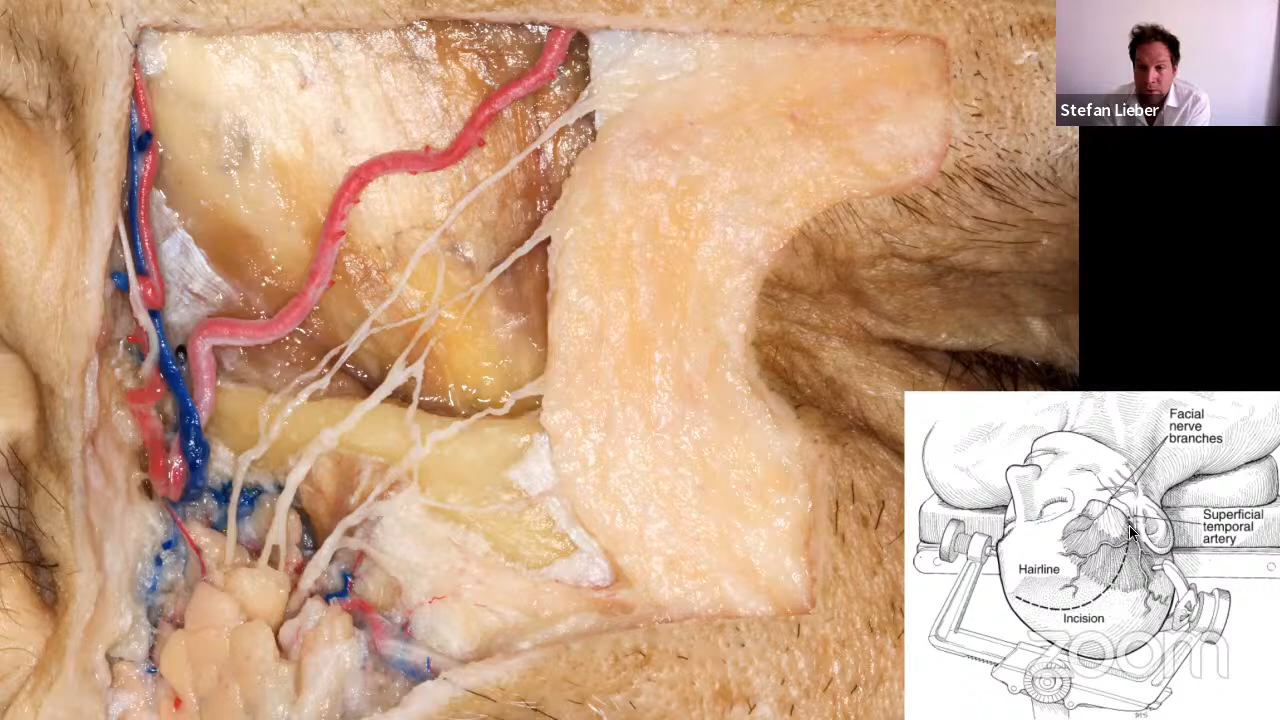 Stefan Lieber
Facial
nerve
branches
Superficial
temporal
artery
Hairline
Incision
zoom